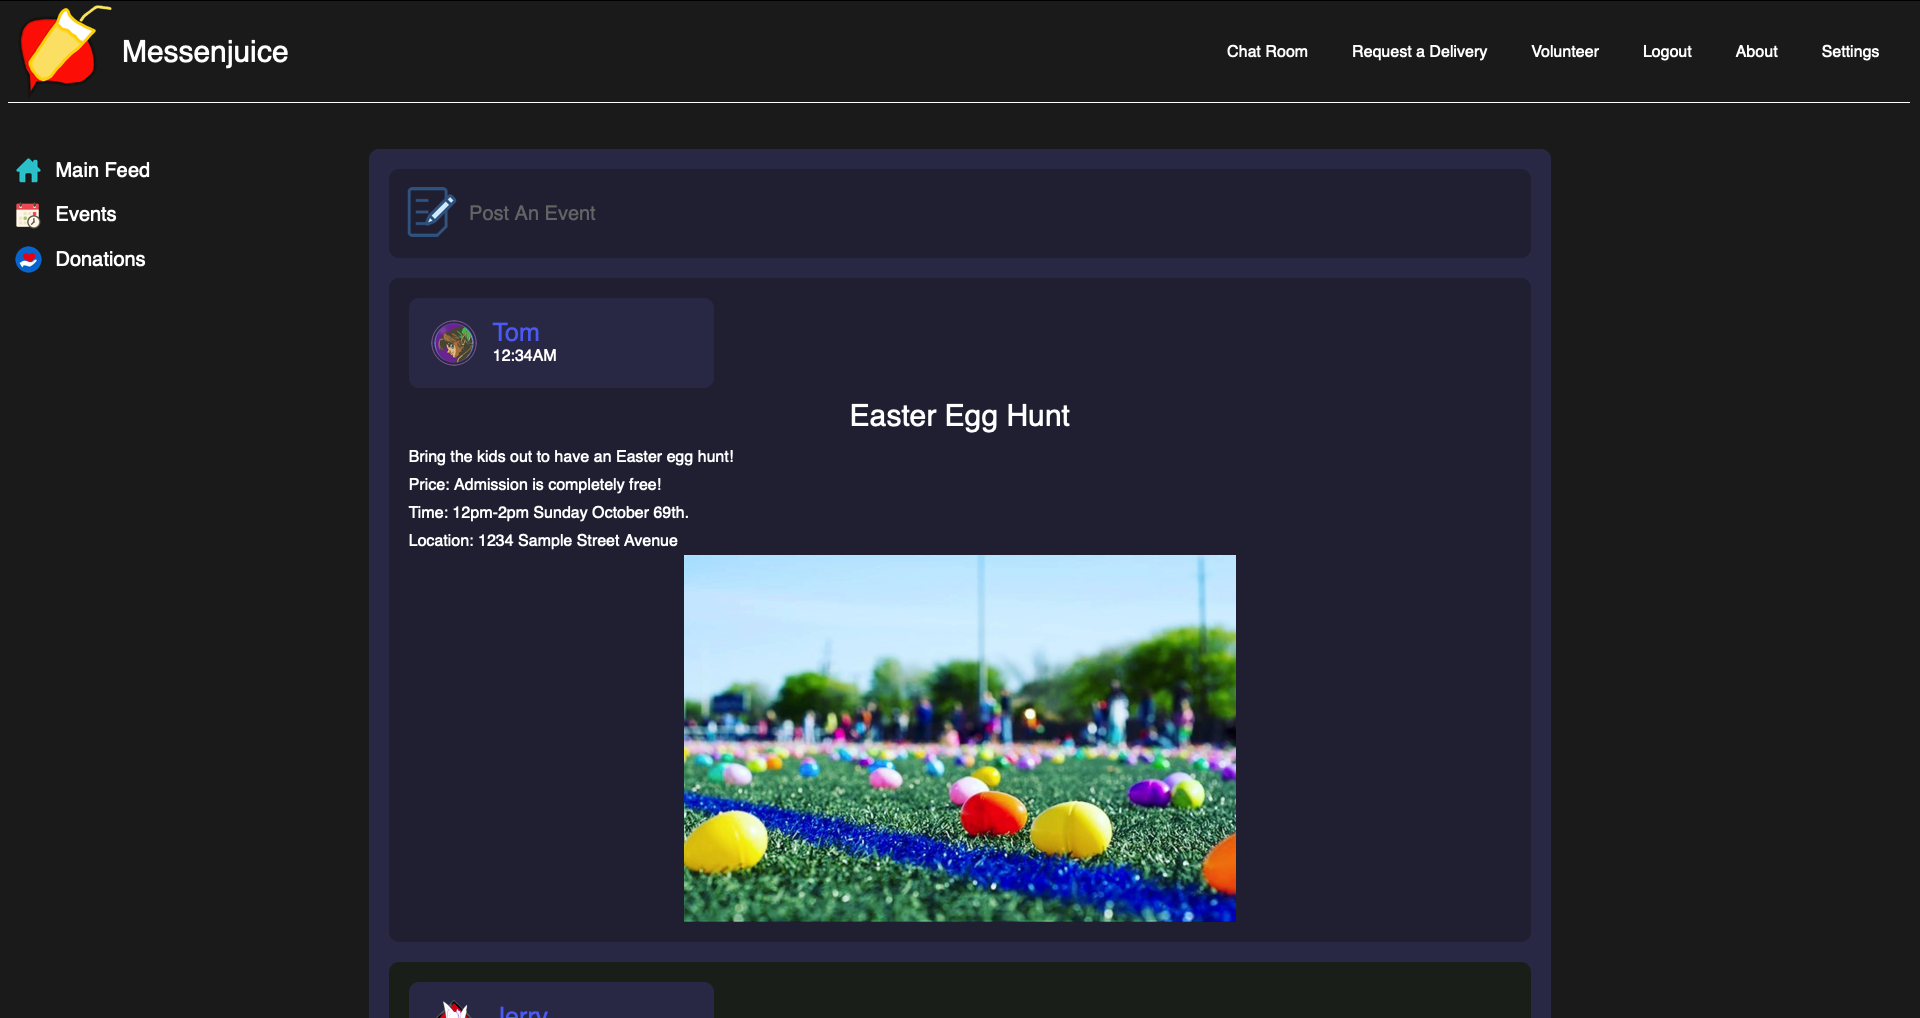 Messenjuice
Chat Room
Request a Delivery
Volunteer
Logout
About
Settings
Main Feed
Events
Donations
Post An Event
Tom
12:34AM
Easter Egg Hunt
Bring the kids out to have an Easter egg hunt!
Price: Admission is completely free!
Time: 12pm-2pm Sunday October 69th.
Location: 1234 Sample Street Avenue
Jerry